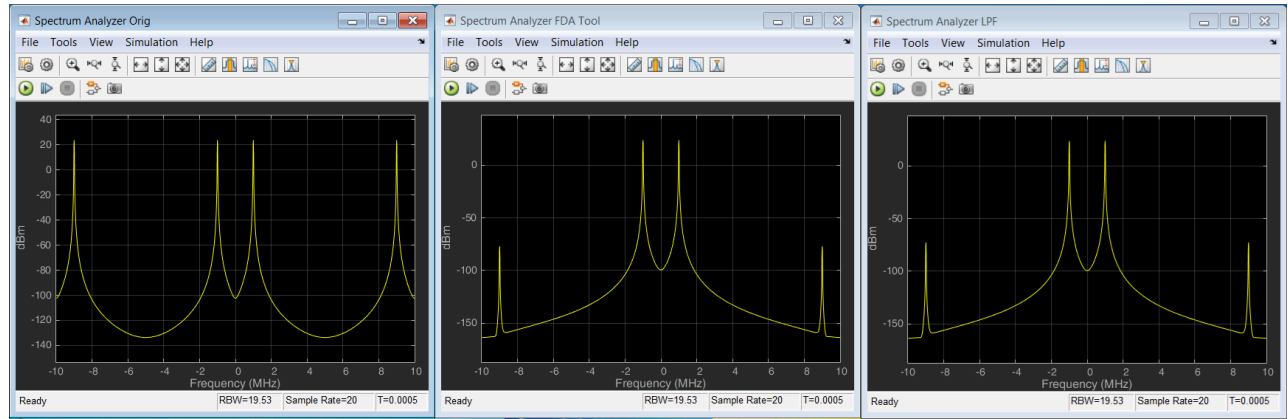 Spectrum Analyzer Orig
File Tools View Simulation Help
40
20
0
-20
-40
-60
-80
-100
-120
-140
dBm
-10 -8 -6 -4 -2 0 2 4 6 8 10
Frequency (MHz)
Ready RBW=19.53 Sample Rate=20 T=0.0005
Spectrum Analyzer FDA Tool
File Tools View Simulation Help
0
-50
-100
-150
dBm
-10 -8 -6 -4 -2 0 2 4 6 8 10
Frequency (MHz)
Ready RBW=19.53 Sample Rate=20 T=0.0005
Spectrum Analyzer LPF
File Tools View Simulation Help
0
-50
-100
-150
dBm
-10 -8 -6 -4 -2 0 2 4 6 8 10
Frequency (MHz)
Ready RBW=19.53 Sample Rate=20 T=0.0005